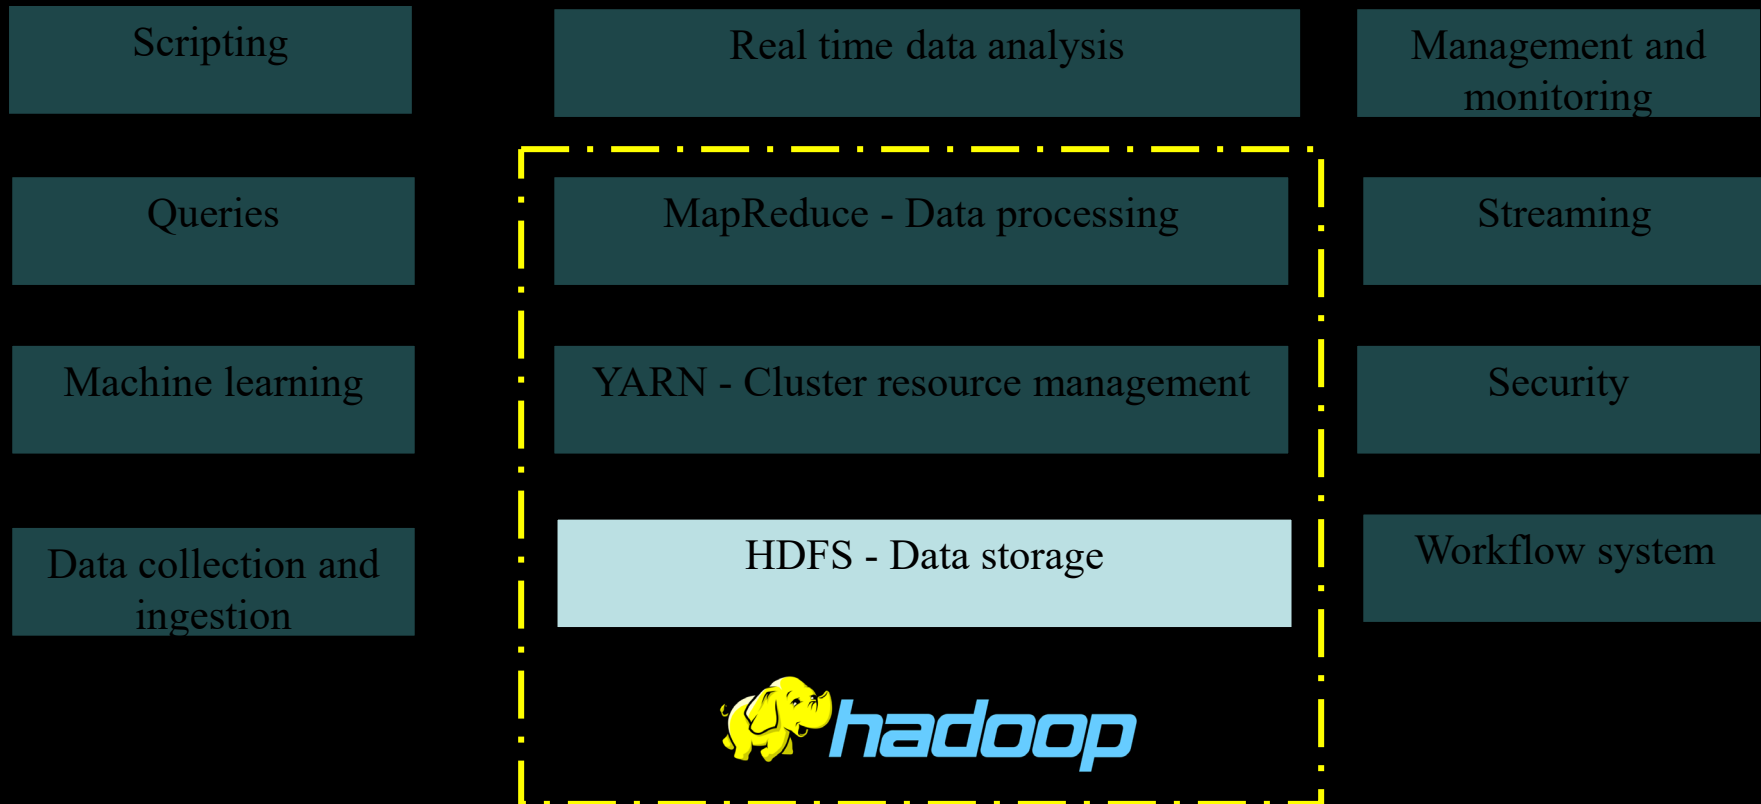 Scripting
Real time data analysis
Management and
monitoring
Queries
MapReduce - Data processing
Streaming
Machine learning
YARN - Cluster resource management
Security
Data collection and
ingestion
HDFS - Data storage
Workflow system
hadoop